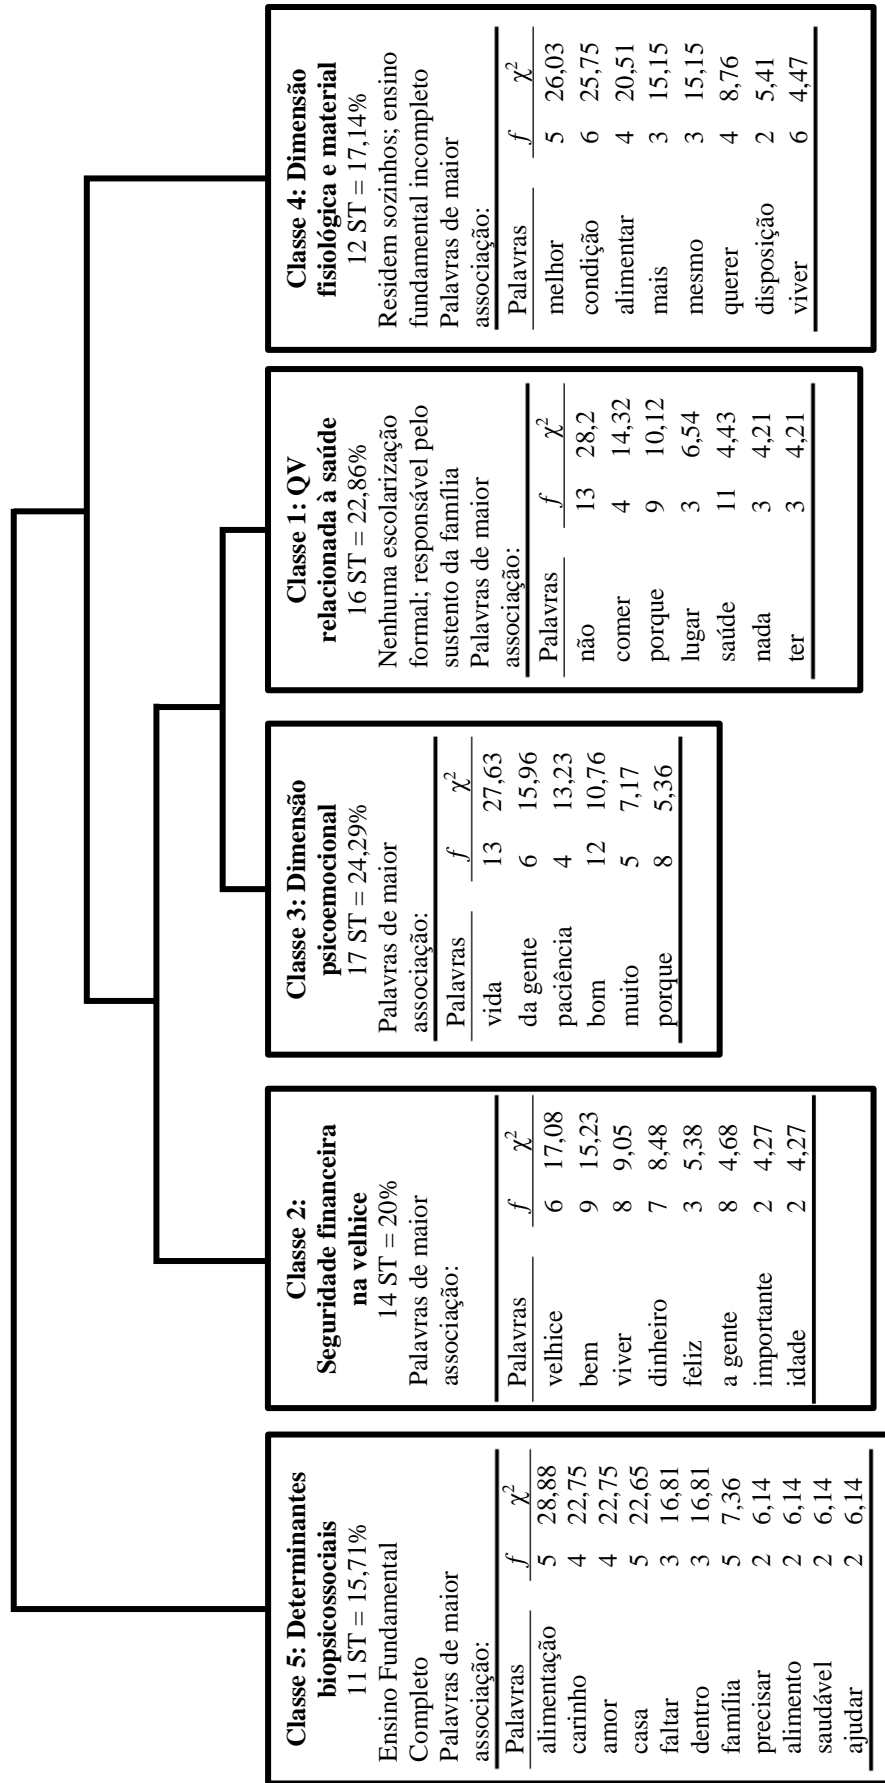 Classe 5: Determinantes
biopsicossociais
11 ST = 15,71%
Ensino Fundamental
Completo
Palavras de maior
associação:
Palavras f χ²
alimentação 5 28,88
carinho 4 22,75
amor 4 22,75
casa 5 22,65
faltar 3 16,81
dentro 3 16,81
família 5 7,36
precisar 2 6,14
alimento 2 6,14
saudável 2 6,14
ajudar 2 6,14
Classe 2:
Seguridade financeira
na velhice
14 ST = 20%
Palavras de maior
associação:
Palavras f χ²
velhice 6 17,08
bem 9 15,23
viver 8 9,05
dinheiro 7 8,48
feliz 3 5,38
a gente 8 4,68
importante 2 4,27
idade 2 4,27
Classe 3: Dimensão
psicoemocional
17 ST = 24,29%
Palavras de maior
associação:
Palavras f χ²
vida 13 27,63
da gente 6 15,96
paciência 4 13,23
bom 12 10,76
muito 5 7,17
porque 8 5,36
Classe 1: QV
relacionada à saúde
16 ST = 22,86%
Nenhuma escolarização
formal; responsável pelo
sustento da família
Palavras de maior
associação:
Palavras f χ²
não 13 28,2
comer 4 14,32
porque 9 10,12
lugar 3 6,54
saúde 11 4,43
nada 3 4,21
ter 3 4,21
Classe 4: Dimensão
fisiológica e material
12 ST = 17,14%
Residem sozinhos; ensino
fundamental incompleto
Palavras de maior
associação:
Palavras f χ²
melhor 5 26,03
condição 6 25,75
alimentar 4 20,51
mais 3 15,15
mesmo 3 15,15
querer 4 8,76
disposição 2 5,41
viver 6 4,47